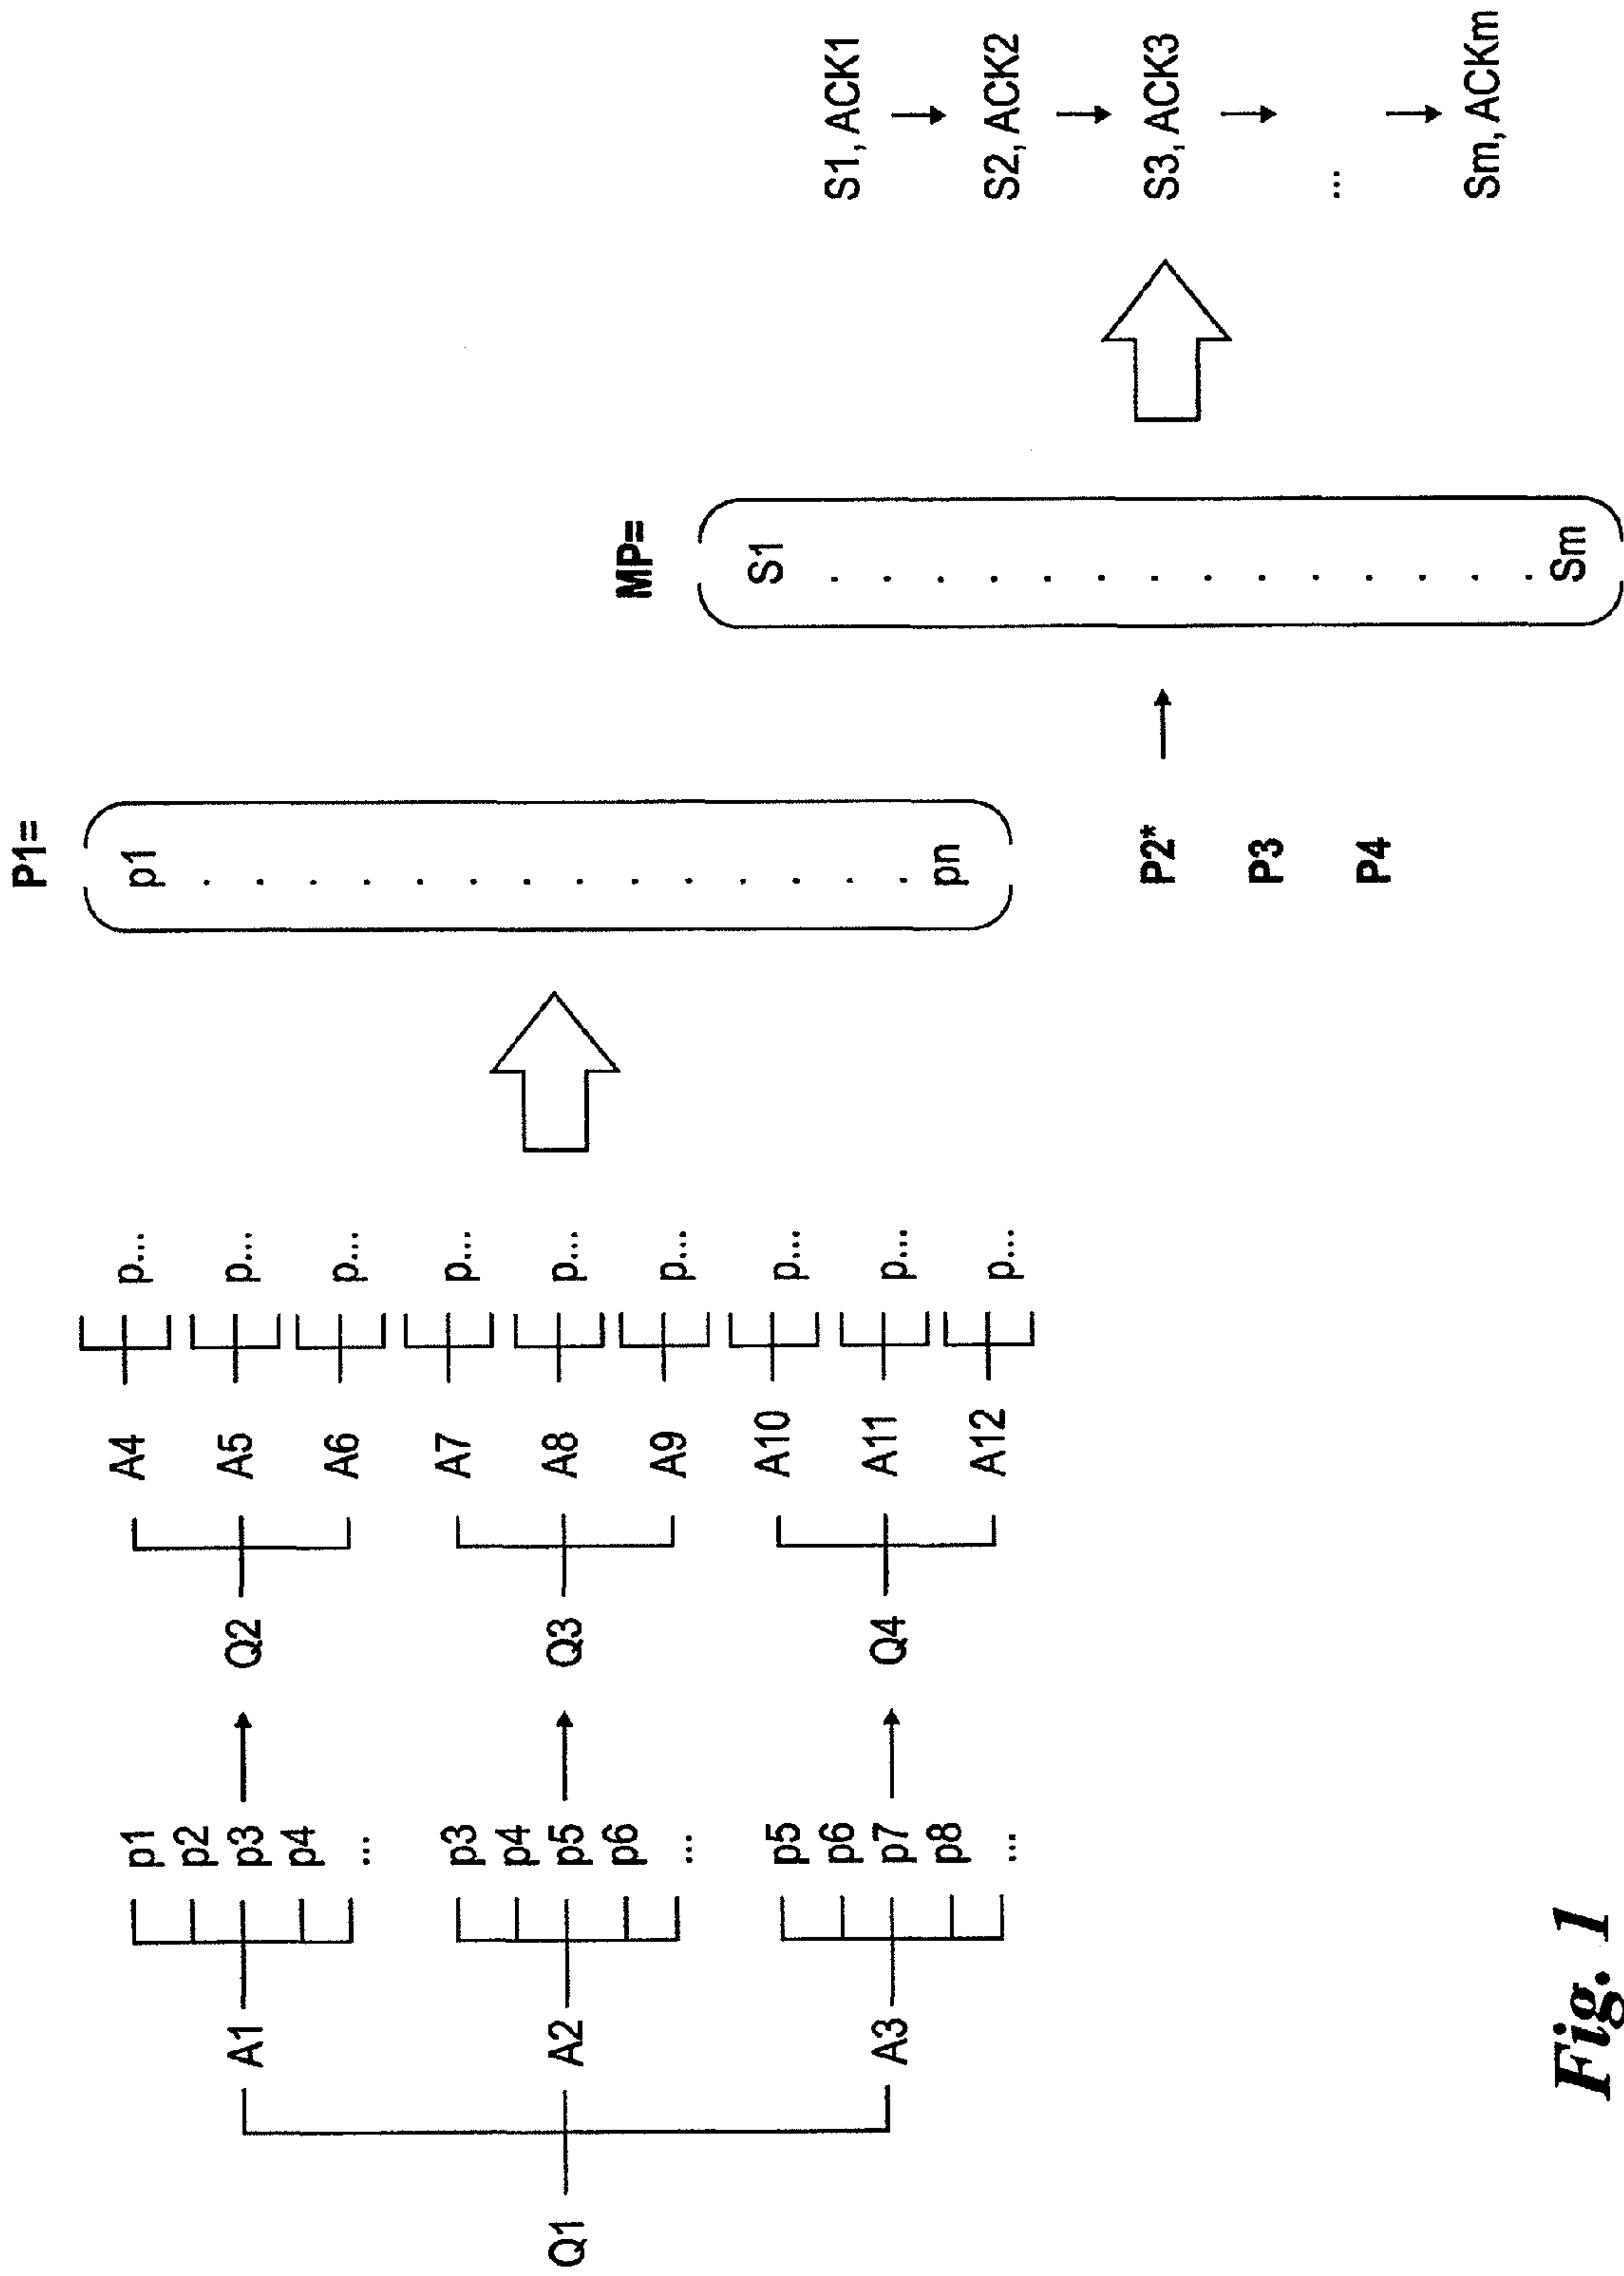 Q1
A1
A2
A3
p1
p2
p3
p4
...
p3
p4
p5
p6
...
p5
p6
p7
p8
...
Q2
Q3
Q4
A4
A5
A6
A7
A8
A9
A10
A11
A12
p...
p...
p...
p...
p...
p...
p...
p...
p...
P1=
p1
pn
P2*
P3
P4
MP=
S1
Sm
S1, ACK1
S2, ACK2
S3, ACK3
...
Sm, ACKm
Fig. 1